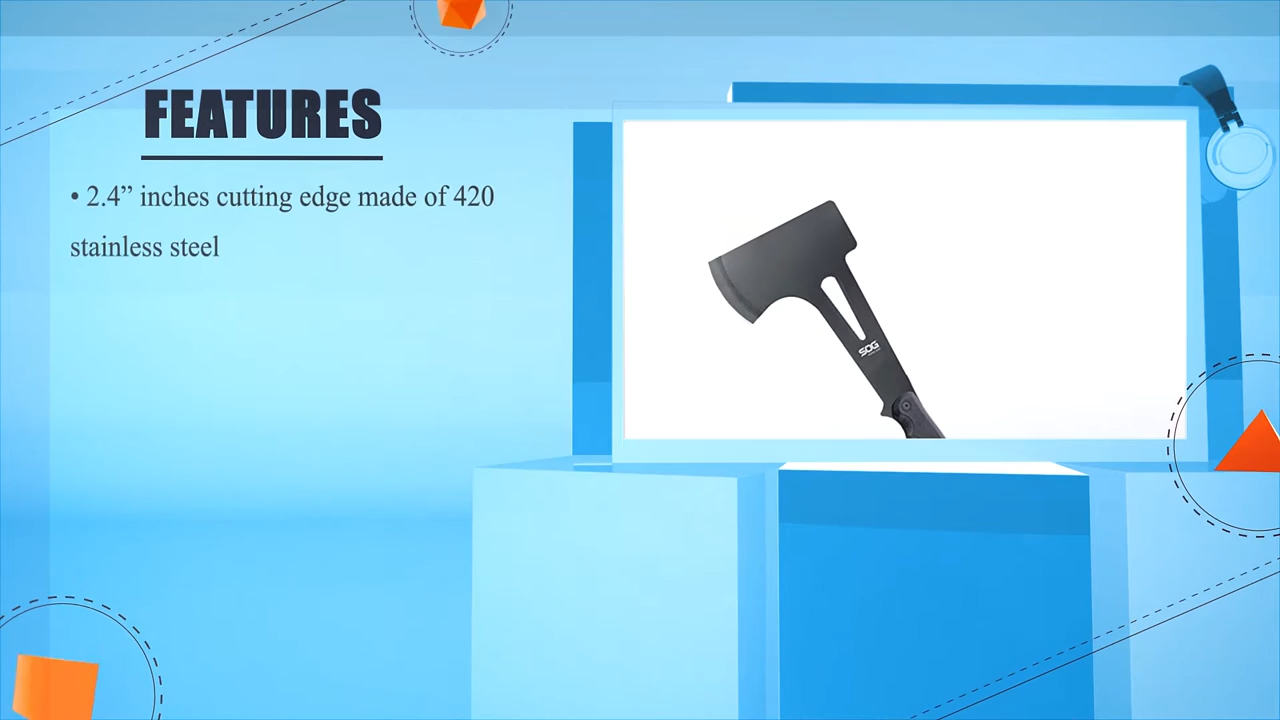 FEATURES
• 2.4” inches cutting edge made of 420
stainless steel
SOG